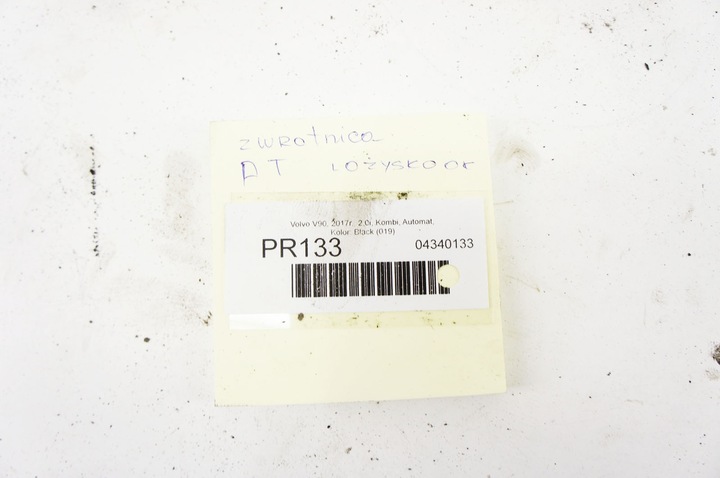 zwrotnica
PT łożysko ok
Volvo V90, 2017r., 2.0i, Kombi, Automat,
Kolor: Black (019)
PR133
04340133